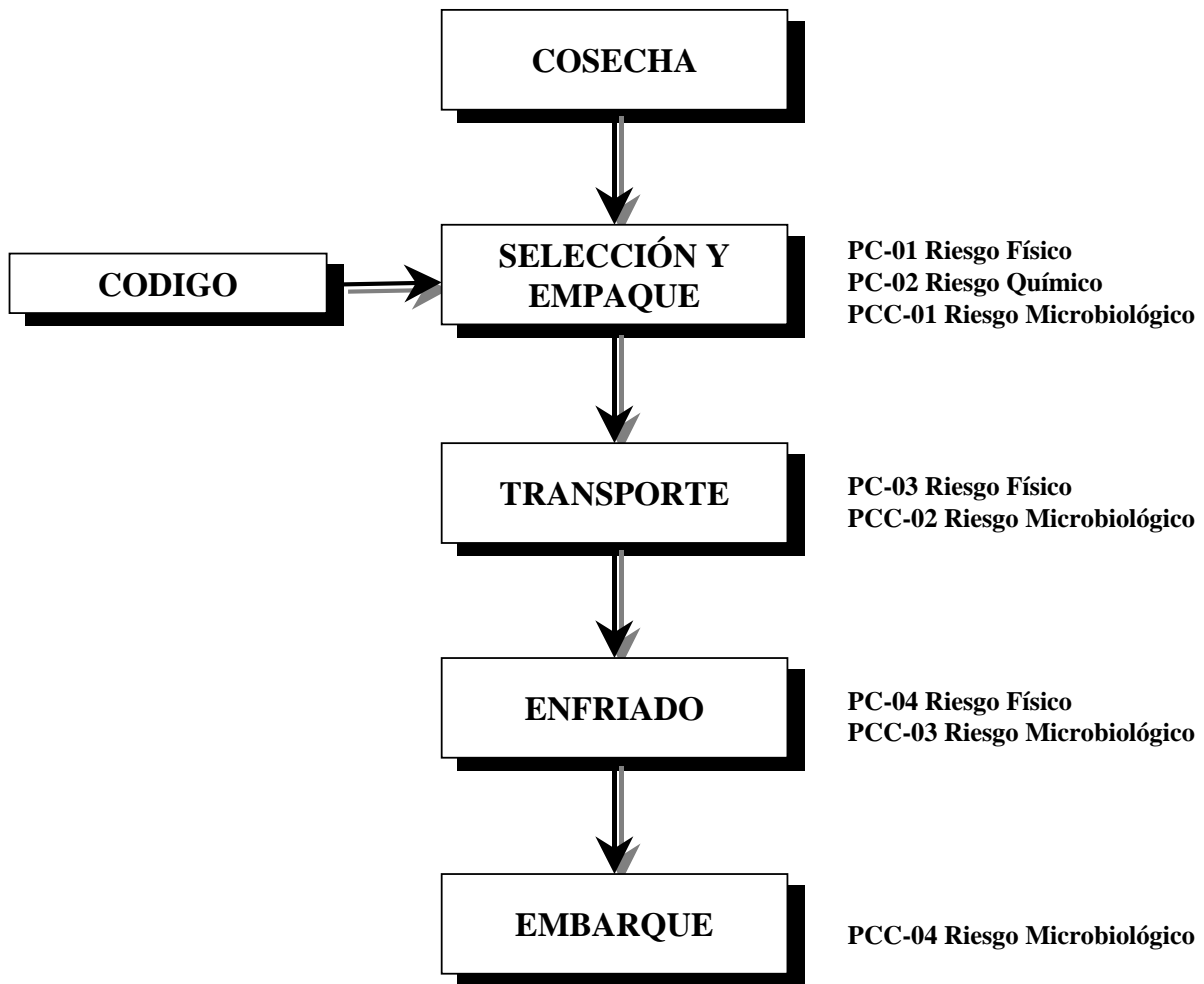 COSECHA
CODIGO
SELECCIÓN Y
EMPAQUE
PC-01 Riesgo Físico
PC-02 Riesgo Químico
PCC-01 Riesgo Microbiológico
TRANSPORTE
PC-03 Riesgo Físico
PCC-02 Riesgo Microbiológico
ENFRIADO
PC-04 Riesgo Físico
PCC-03 Riesgo Microbiológico
EMBARQUE
PCC-04 Riesgo Microbiológico